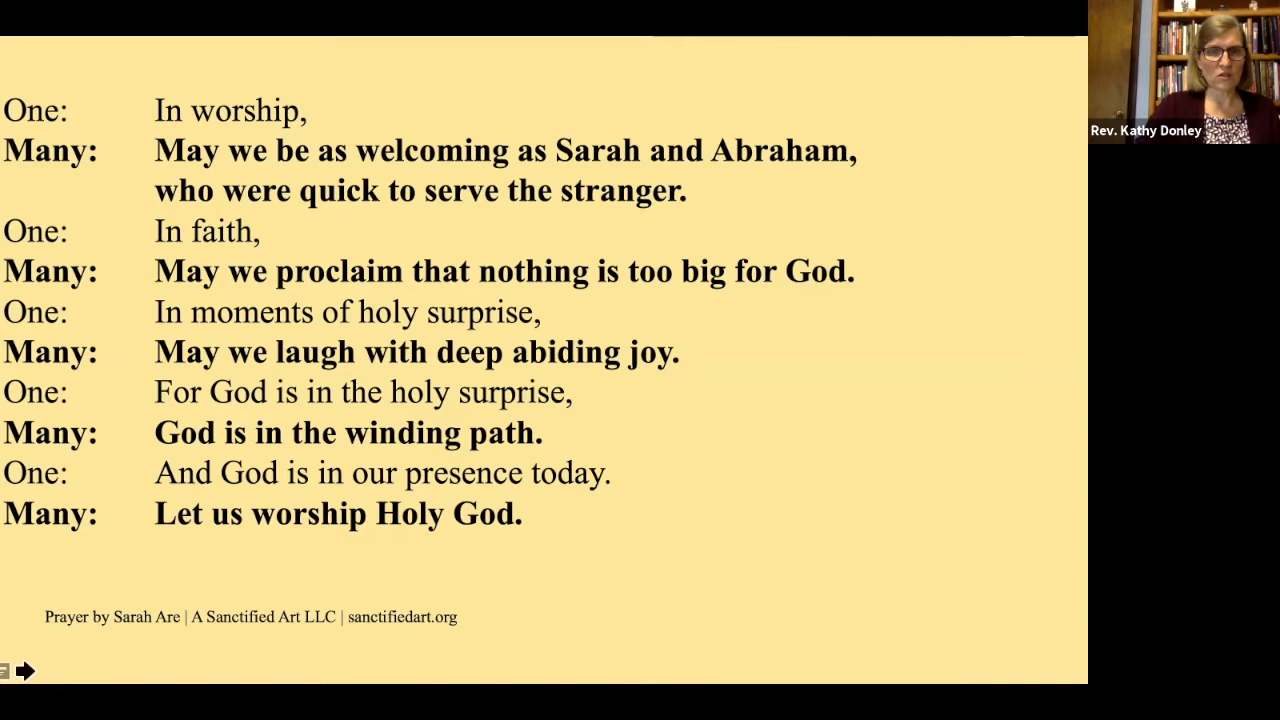 One: In worship,
Many: May we be as welcoming as Sarah and Abraham,
who were quick to serve the stranger.
One: In faith,
Many: May we proclaim that nothing is too big for God.
One: In moments of holy surprise,
Many: May we laugh with deep abiding joy.
One: For God is in the holy surprise,
Many: God is in the winding path.
One: And God is in our presence today.
Many: Let us worship Holy God.
Prayer by Sarah Are | A Sanctified Art LLC | sanctifiedart.org
Rev. Kathy Donley